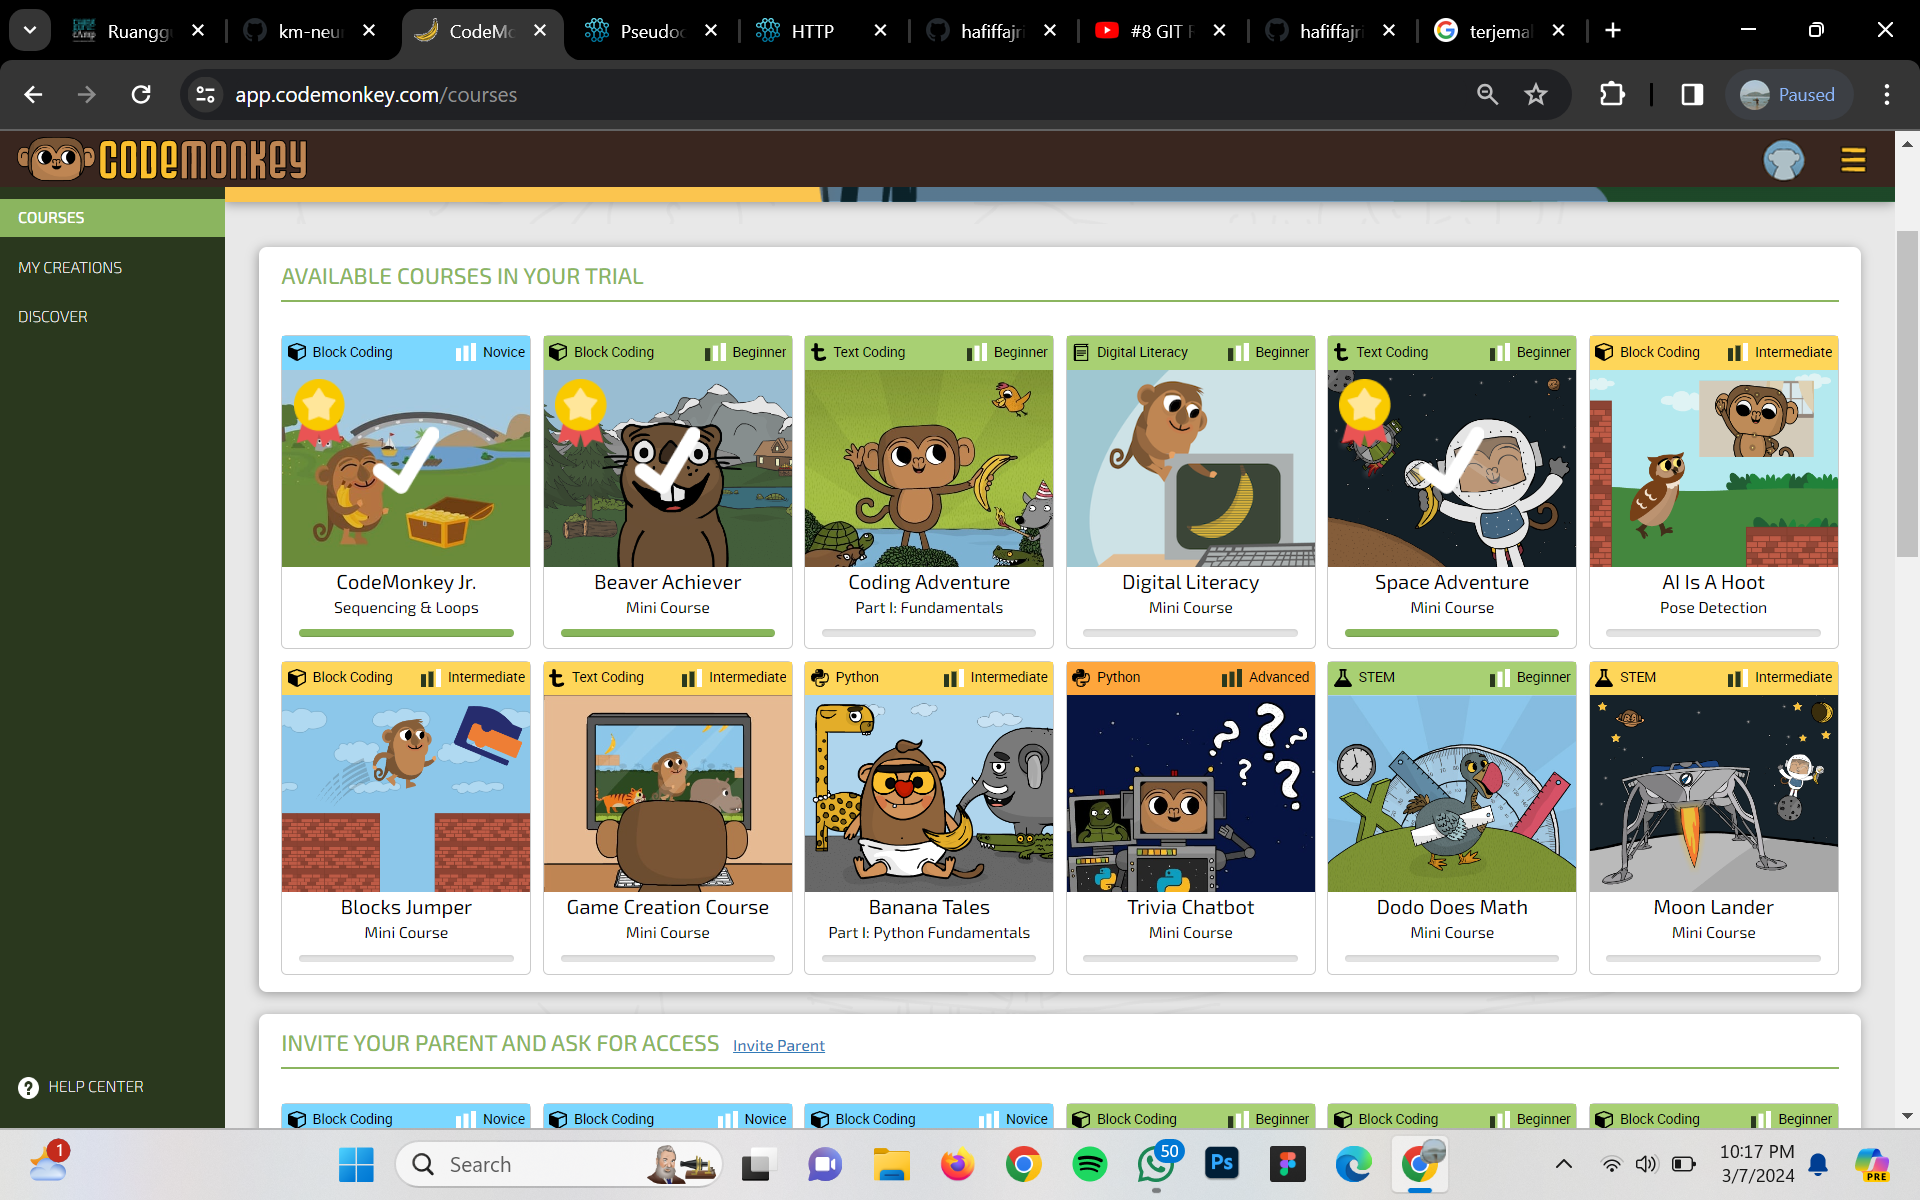 Ruangg
km-neu
CodeMo
Pseudoc
HTTP
hafiffajri
#8 GIT
hafiffajri
terjema
app.codemonkey.com/courses
Paused
CODEMONKEY
COURSES
MY CREATIONS
DISCOVER
HELP CENTER
AVAILABLE COURSES IN YOUR TRIAL
Block Coding Novice
CodeMonkey Jr.
Sequencing & Loops
Block Coding Beginner
Beaver Achiever
Mini Course
Text Coding Beginner
Coding Adventure
Part I: Fundamentals
Digital Literacy Beginner
Digital Literacy
Mini Course
Text Coding Beginner
Space Adventure
Mini Course
Block Coding Intermediate
AI Is A Hoot
Pose Detection
Block Coding Intermediate
Blocks Jumper
Mini Course
Text Coding Intermediate
Game Creation Course
Mini Course
Python Intermediate
Banana Tales
Part I: Python Fundamentals
Python Advanced
Trivia Chatbot
Mini Course
STEM Beginner
Dodo Does Math
Mini Course
STEM Intermediate
Moon Lander
Mini Course
INVITE YOUR PARENT AND ASK FOR ACCESS Invite Parent
Block Coding Novice
Block Coding Novice
Block Coding Novice
Block Coding Beginner
Block Coding Beginner
Block Coding Beginner
1
Search
50
Ps
10:17 PM
3/7/2024
PRE